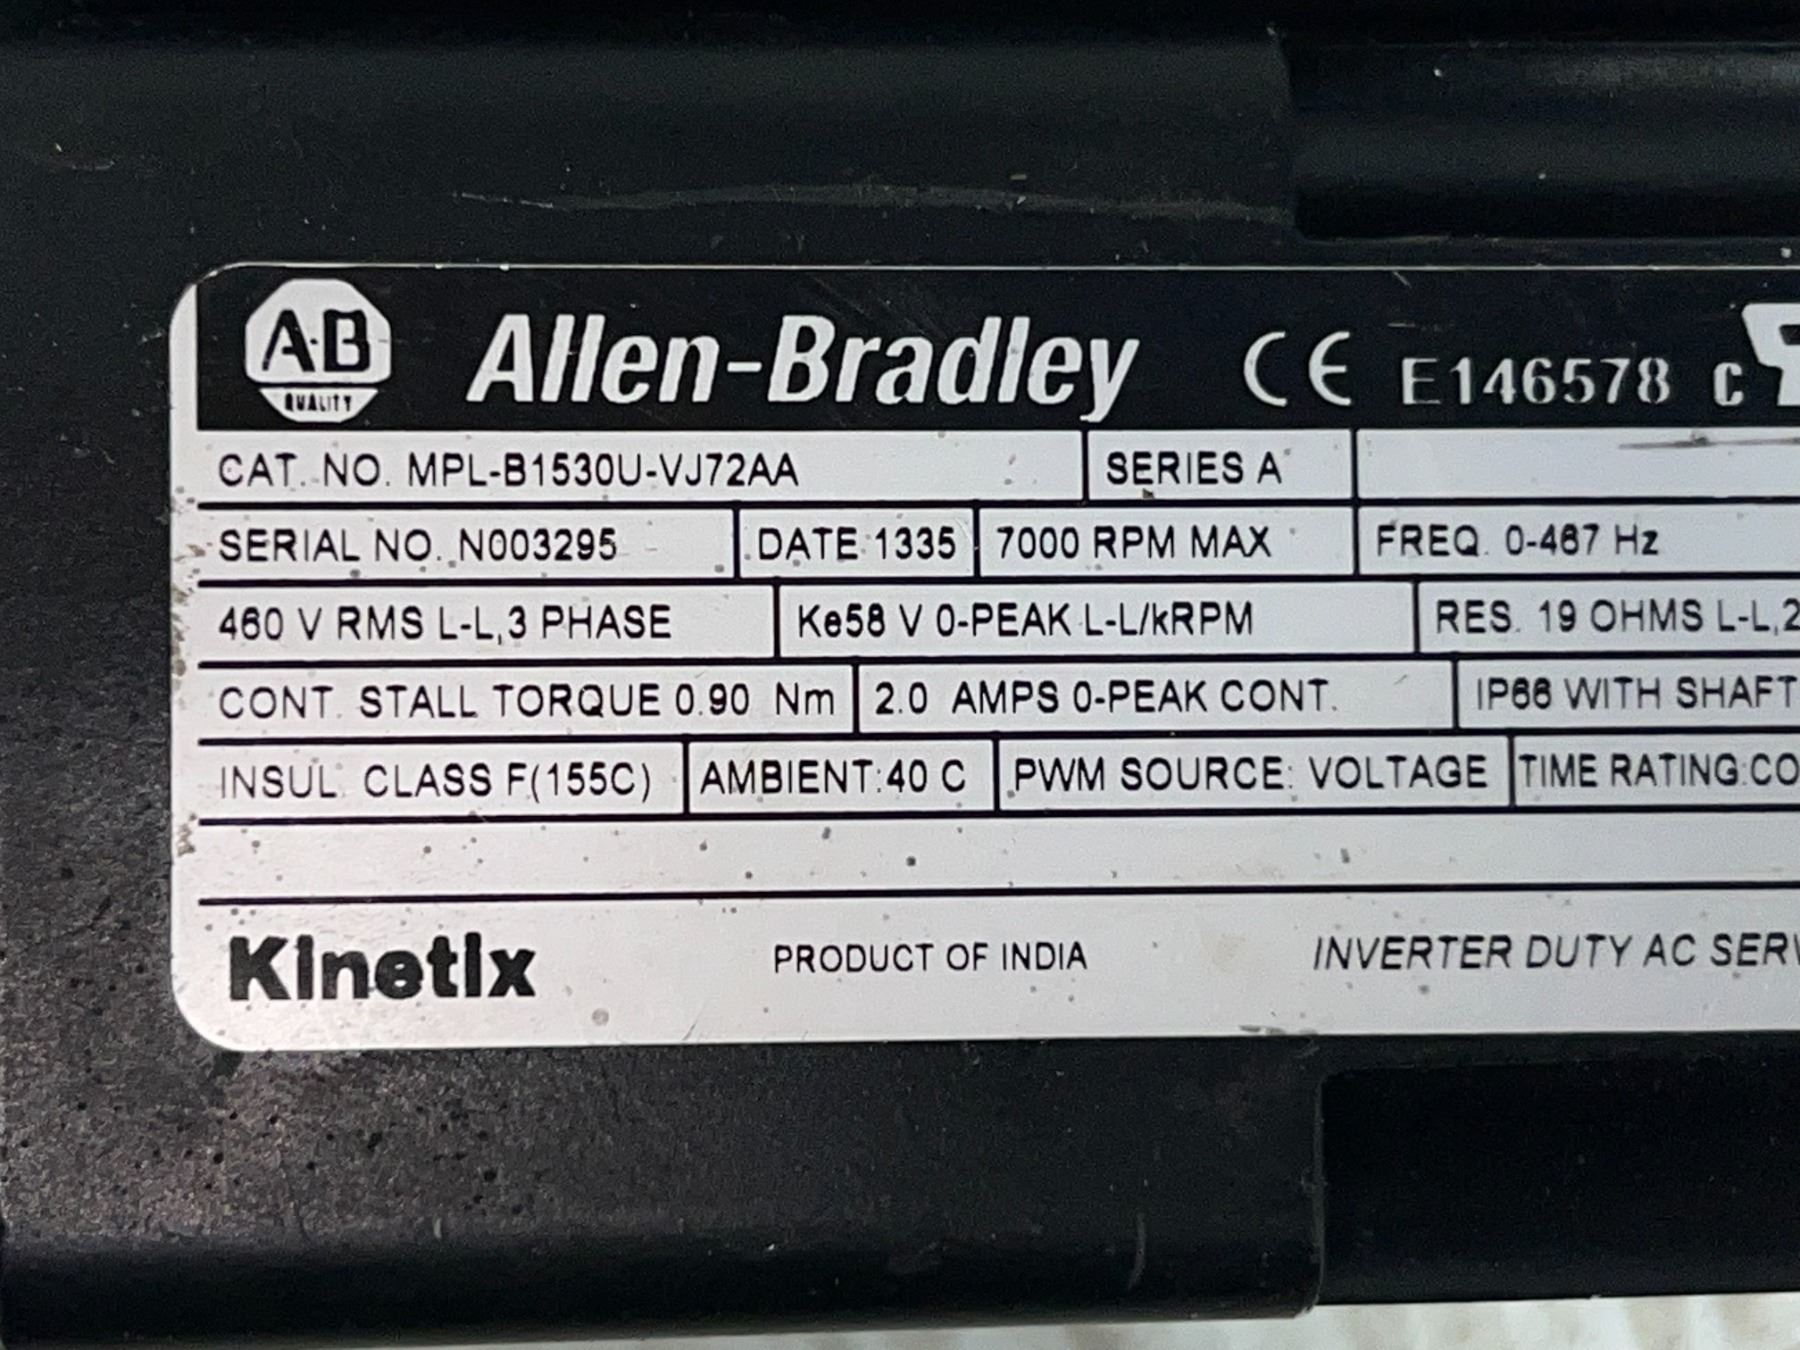 A·B QUALITY Allen-Bradley CE E146578 C
CAT. NO. MPL-B1530U-VJ72AA SERIES A
SERIAL NO. N003295 DATE 1335 7000 RPM MAX FREQ. 0-467 Hz
460 V RMS L-L,3 PHASE Ke58 V 0-PEAK L-L/kRPM RES. 19 OHMS L-L,2
CONT. STALL TORQUE 0.90 Nm 2.0 AMPS 0-PEAK CONT. IP66 WITH SHAFT
INSUL. CLASS F(155C) AMBIENT:40 C PWM SOURCE: VOLTAGE TIME RATING:CO
Kinetix PRODUCT OF INDIA INVERTER DUTY AC SERV